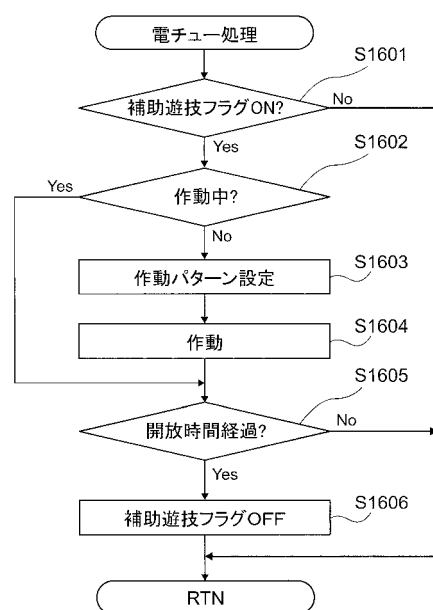 電チュー処理
S1601
補助遊技フラグON?
No
Yes
S1602
Yes
作動中?
No
S1603
作動パターン設定
S1604
作動
S1605
開放時間経過?
No
Yes
S1606
補助遊技フラグOFF
RTN